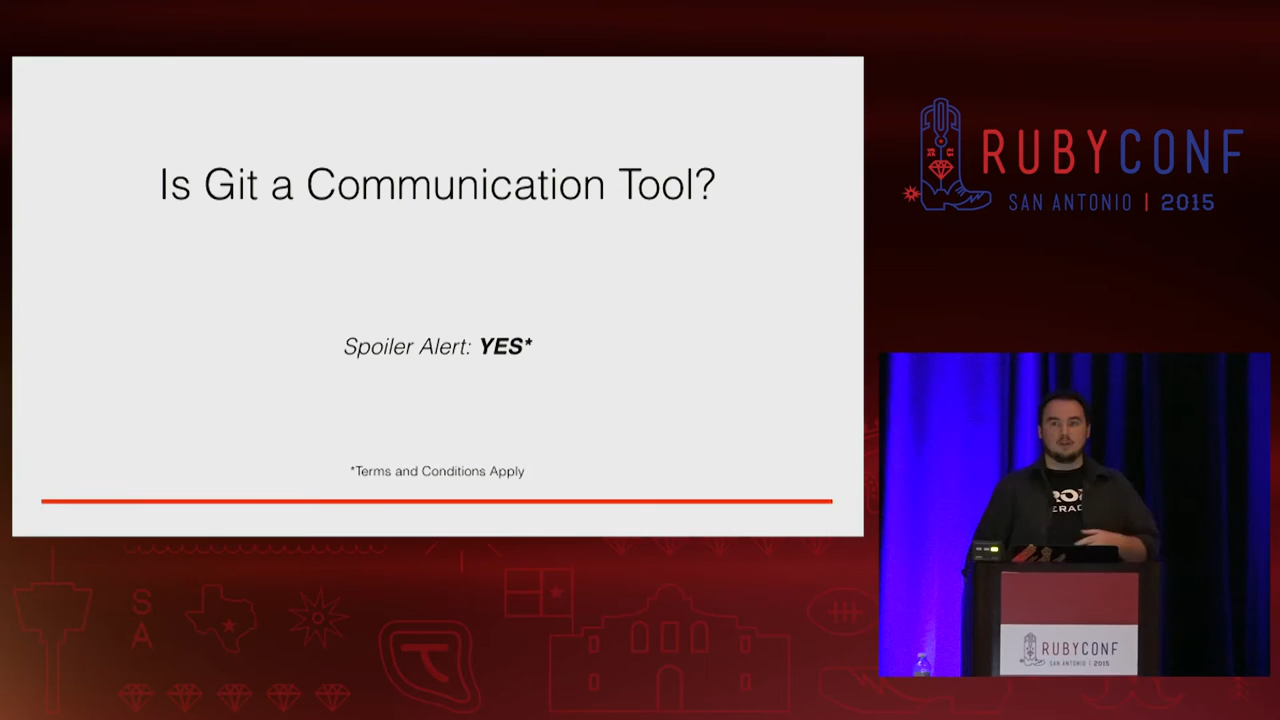 Is Git a Communication Tool?
Spoiler Alert: YES*
*Terms and Conditions Apply
RUBYCONF
SAN ANTONIO | 2015
S
A
RUBYCONF
SAN ANTONIO | 2015